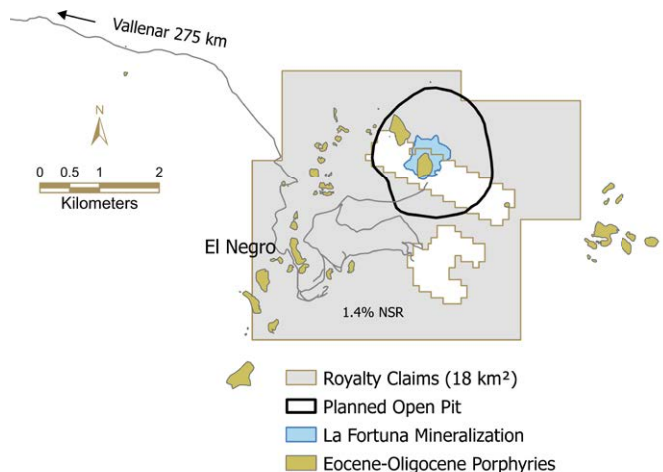 Vallenar 275 km
N
0 0.5 1 2
Kilometers
El Negro
1.4% NSR
Royalty Claims (18 km²)
Planned Open Pit
La Fortuna Mineralization
Eocene-Oligocene Porphyries